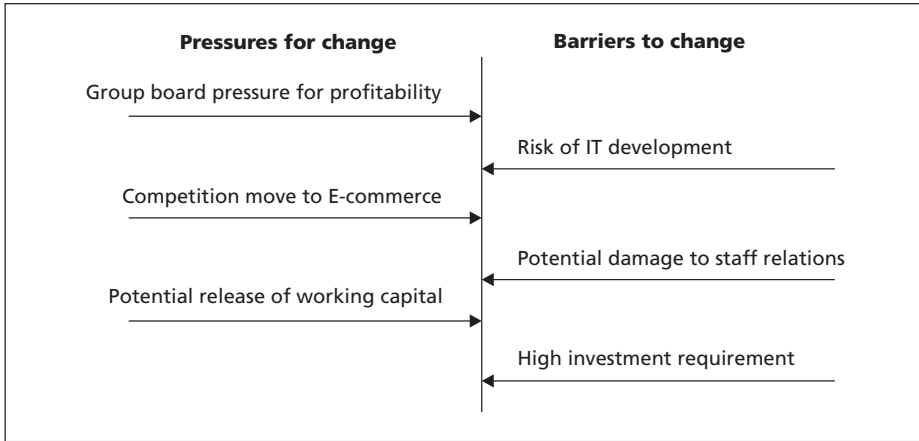 Pressures for change
Barriers to change
Group board pressure for profitability
Risk of IT development
Competition move to E-commerce
Potential damage to staff relations
Potential release of working capital
High investment requirement